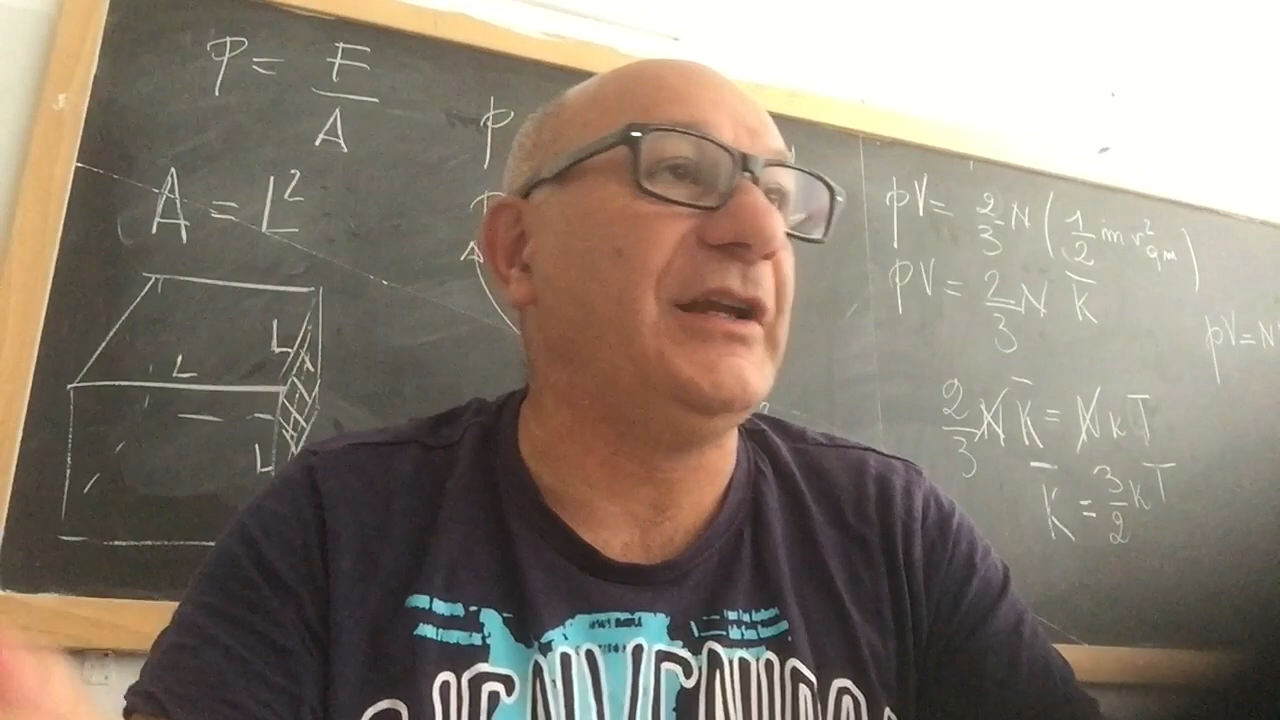 P = F / A
p
A = L²
L
L
L
A
pV = 2/3 N (1/2 m v²qm)
pV = 2/3 N K̄
pV = N
2/3 N K̄ = N k T
K̄ = 3/2 k T